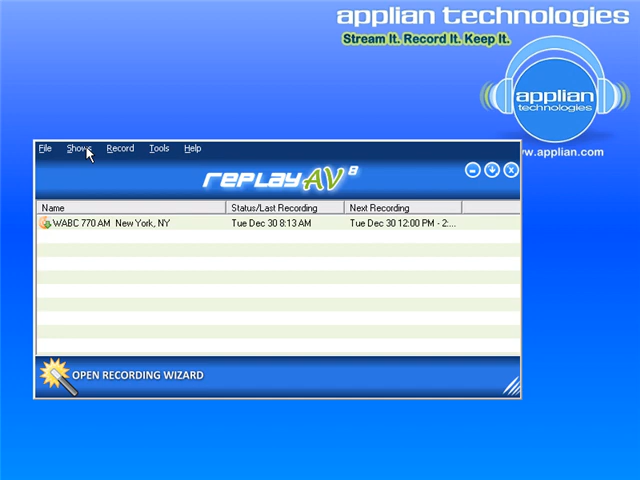 applian technologies
Stream It. Record It. Keep It.
applian
technologies
www.applian.com
File Shows Record Tools Help
REPLAY AV 8
Name Status/Last Recording Next Recording
WABC 770 AM New York, NY Tue Dec 30 8:13 AM Tue Dec 30 12:00 PM - 2:...
OPEN RECORDING WIZARD